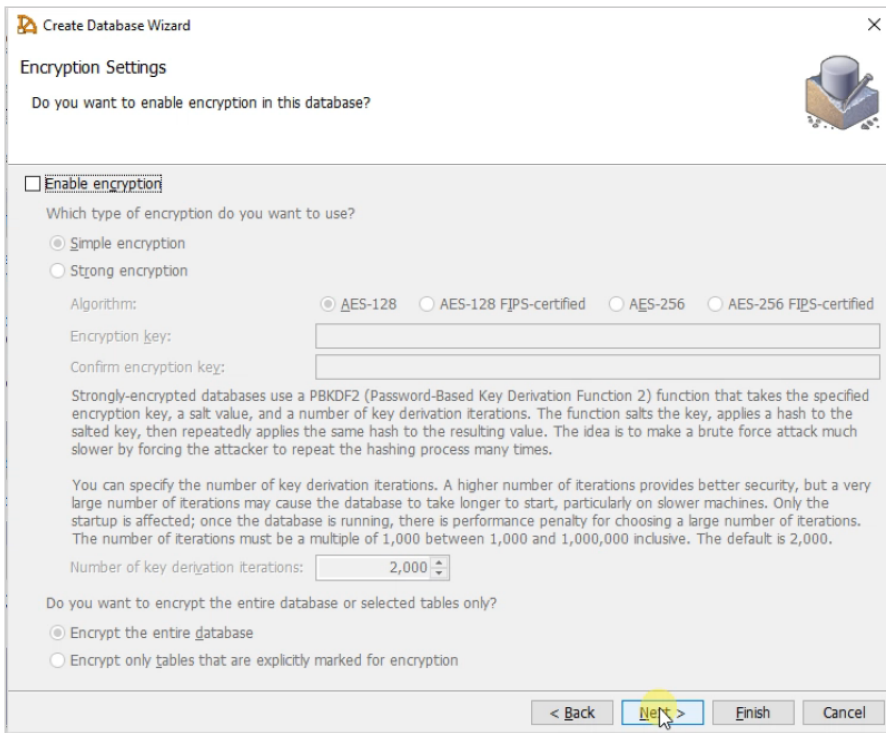 Create Database Wizard
Encryption Settings
Do you want to enable encryption in this database?
Enable encryption
Which type of encryption do you want to use?
Simple encryption
Strong encryption
Algorithm: AES-128 AES-128 FIPS-certified AES-256 AES-256 FIPS-certified
Encryption key:
Confirm encryption key:
Strongly-encrypted databases use a PBKDF2 (Password-Based Key Derivation Function 2) function that takes the specified
encryption key, a salt value, and a number of key derivation iterations. The function salts the key, applies a hash to the
salted key, then repeatedly applies the same hash to the resulting value. The idea is to make a brute force attack much
slower by forcing the attacker to repeat the hashing process many times.
You can specify the number of key derivation iterations. A higher number of iterations provides better security, but a very
large number of iterations may cause the database to take longer to start, particularly on slower machines. Only the
startup is affected; once the database is running, there is performance penalty for choosing a large number of iterations.
The number of iterations must be a multiple of 1,000 between 1,000 and 1,000,000 inclusive. The default is 2,000.
Number of key derivation iterations: 2,000
Do you want to encrypt the entire database or selected tables only?
Encrypt the entire database
Encrypt only tables that are explicitly marked for encryption
< Back Next > Finish Cancel